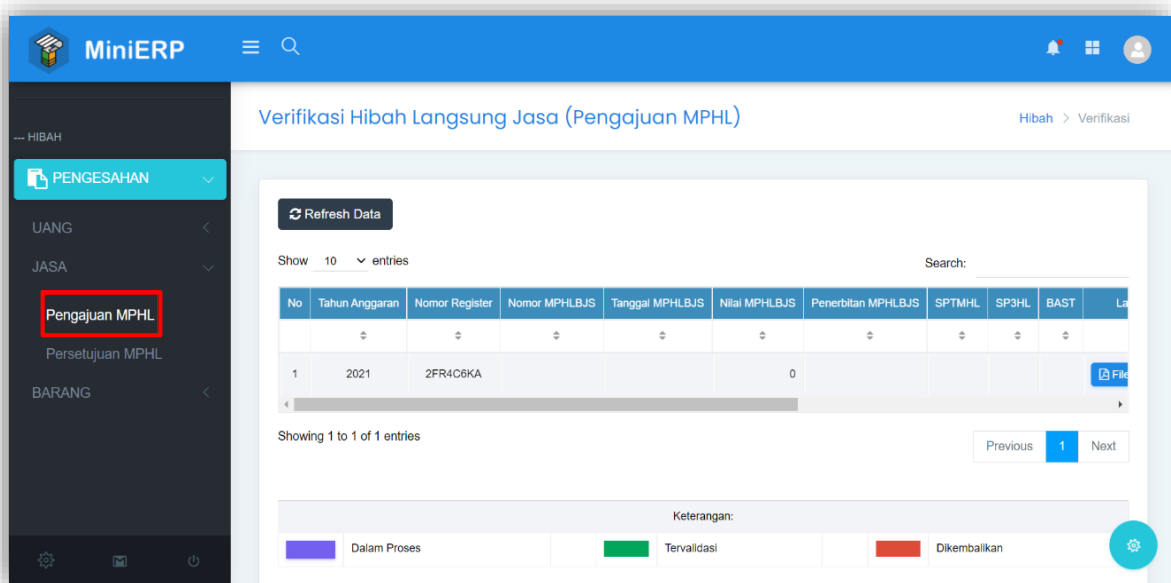 MiniERP
Verifikasi Hibah Langsung Jasa (Pengajuan MPHL)
Hibah > Verifikasi
--- HIBAH
PENGESAHAN
UANG
JASA
Pengajuan MPHL
Persetujuan MPHL
BARANG
Refresh Data
Show 10 entries
Search:
No Tahun Anggaran Nomor Register Nomor MPHLBJS Tanggal MPHLBJS Nilai MPHLBJS Penerbitan MPHLBJS SPTMHL SP3HL BAST La
1 2021 2FR4C6KA 0 File
Showing 1 to 1 of 1 entries
Previous 1 Next
Keterangan:
Dalam Proses Tervalidasi Dikembalikan